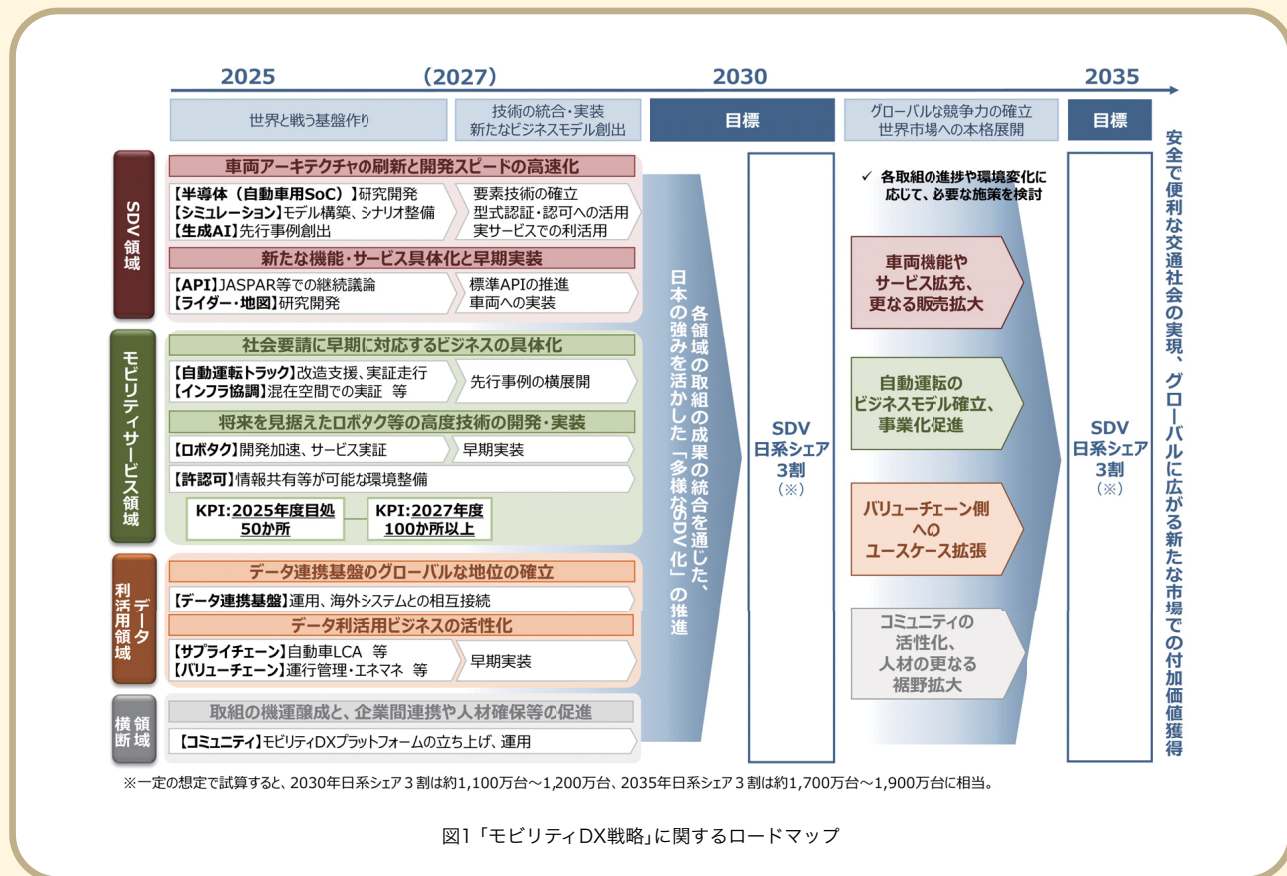 2025
（2027）
2030
2035
世界と戦う基盤作り
技術の統合・実装
新たなビジネスモデル創出
目標
グローバルな競争力の確立
世界市場への本格展開
目標
SDV領域
車両アーキテクチャの刷新と開発スピードの高速化
【半導体（自動車用SoC）】研究開発
【シミュレーション】モデル構築、シナリオ整備
【生成AI】先行事例創出
要素技術の確立
型式認証・認可への活用
実サービスでの利活用
新たな機能・サービス具体化と早期実装
【API】JASPAR等での継続議論
【ライダー・地図】研究開発
標準APIの推進
車両への実装
モビリティサービス領域
社会要請に早期に対応するビジネスの具体化
【自動運転トラック】改造支援、実証走行
【インフラ協調】混在空間での実証 等
先行事例の横展開
将来を見据えたロボタク等の高度技術の開発・実装
【ロボタク】開発加速、サービス実証
早期実装
【許認可】情報共有等が可能な環境整備
KPI:2025年度目処
50か所
KPI:2027年度
100か所以上
データ
利活用領域
データ連携基盤のグローバルな地位の確立
【データ連携基盤】運用、海外システムとの相互接続
データ利活用ビジネスの活性化
【サプライチェーン】自動車LCA 等
【バリューチェーン】運行管理・エネマネ 等
早期実装
領域
横断
取組の機運醸成と、企業間連携や人材確保等の促進
【コミュニティ】モビリティDXプラットフォームの立ち上げ、運用
各領域の取組の成果の統合を通じた、
日本の強みを活かした「多様なSDV化」の推進
SDV
日系シェア
3割
（※）
✓ 各取組の進捗や環境変化に
応じて、必要な施策を検討
車両機能や
サービス拡充、
更なる販売拡大
自動運転の
ビジネスモデル確立、
事業化促進
バリューチェーン側
への
ユースケース拡張
コミュニティの
活性化、
人材の更なる
裾野拡大
SDV
日系シェア
3割
（※）
安全で便利な交通社会の実現、グローバルに広がる新たな市場での付加価値獲得
※一定の想定で試算すると、2030年日系シェア３割は約1,100万台～1,200万台、2035年日系シェア３割は約1,700万台～1,900万台に相当。
図1「モビリティDX戦略」に関するロードマップ